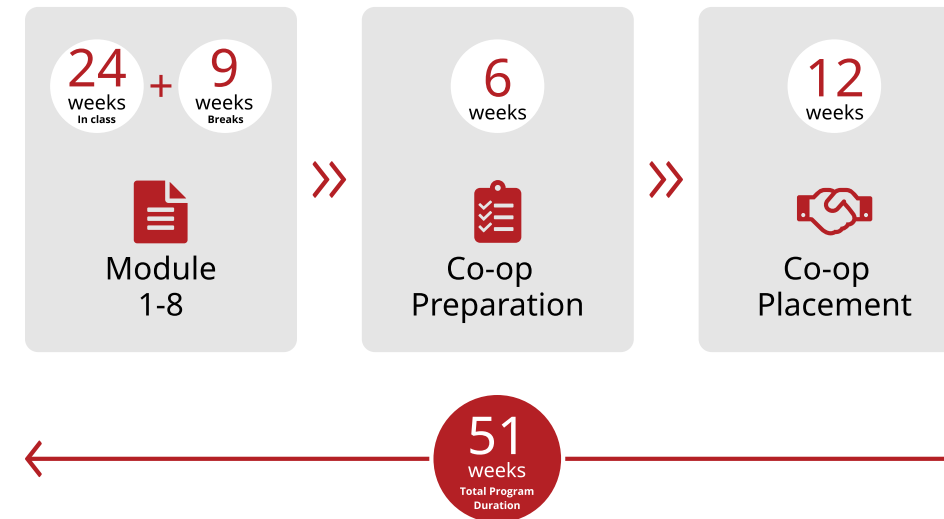 24
weeks
In class
+
9
weeks
Breaks
Module
1-8
6
weeks
Co-op
Preparation
12
weeks
Co-op
Placement
51
weeks
Total Program
Duration